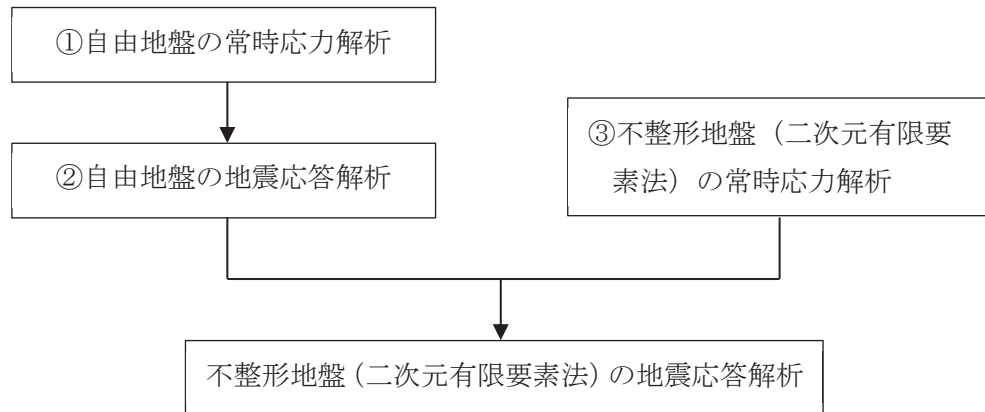 ①自由地盤の常時応力解析
②自由地盤の地震応答解析
③不整形地盤（二次元有限要
素法）の常時応力解析
不整形地盤(二次元有限要素法)の地震応答解析